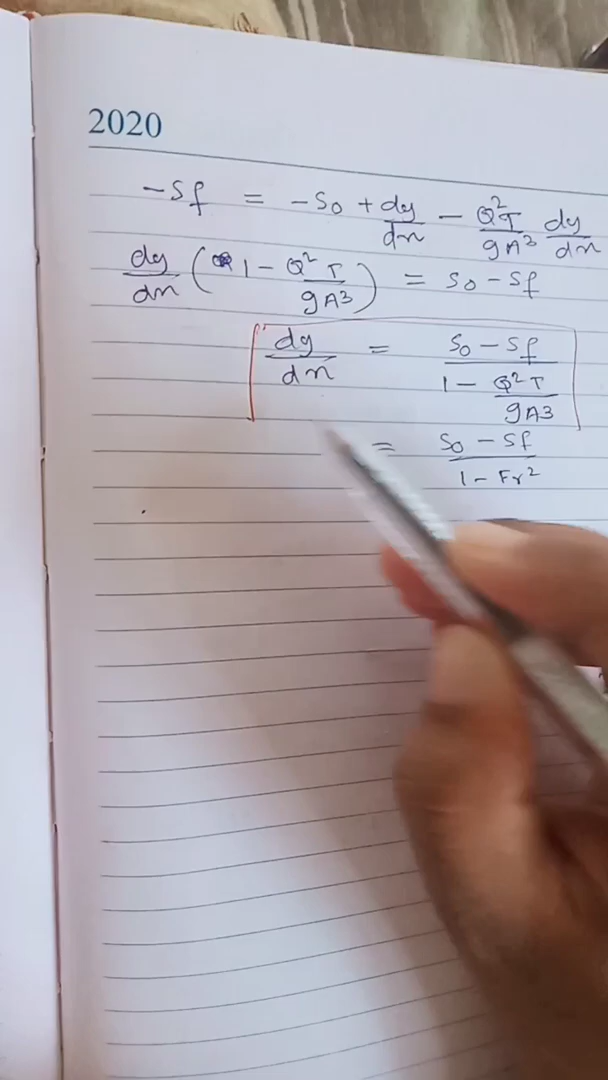 2020
-Sf = -So + dy/dx - Q²T/gA³ dy/dx
dy/dx (1 - Q²T/gA³) = So - Sf
dy/dx = (So - Sf)/(1 - Q²T/gA³)
= (So - Sf)/(1 - Fr²)